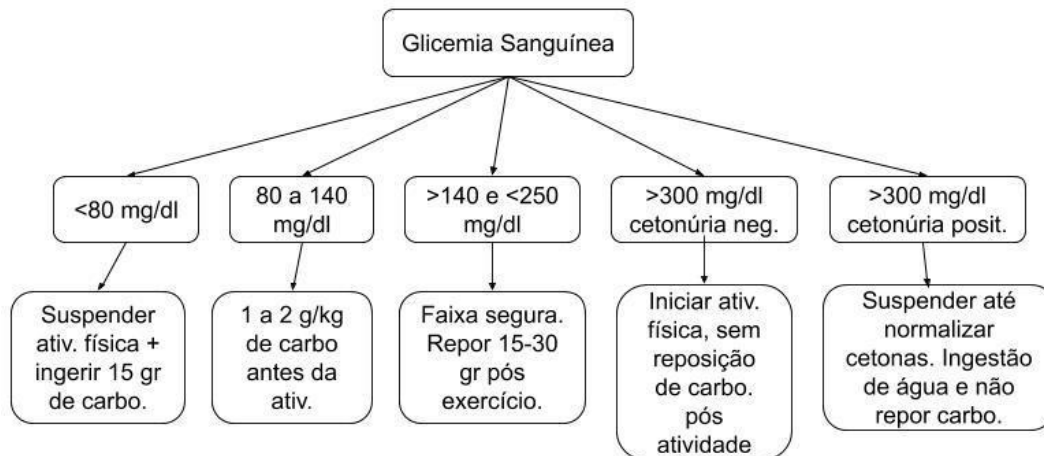 Glicemia Sanguínea
<80 mg/dl
80 a 140
mg/dl
>140 e <250
mg/dl
>300 mg/dl
cetonúria neg.
>300 mg/dl
cetonúria posit.
Suspender
ativ. física +
ingerir 15 gr
de carbo.
1 a 2 g/kg
de carbo
antes da
ativ.
Faixa segura.
Repor 15-30
gr pós
exercício.
Iniciar ativ.
física, sem
reposição
de carbo.
pós
atividade
Suspender até
normalizar
cetonas. Ingestão
de água e não
repor carbo.